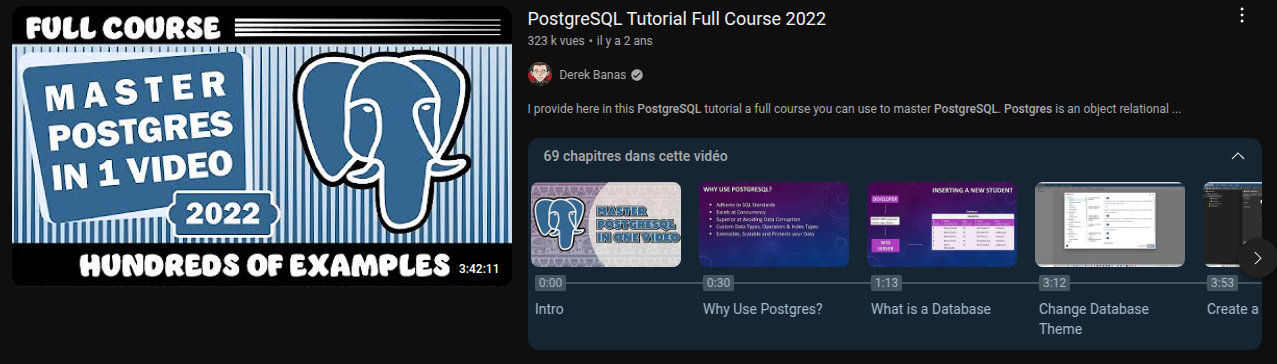 FULL COURSE
MASTER
POSTGRES
IN 1 VIDEO
2022
HUNDREDS OF EXAMPLES
3:42:11
PostgreSQL Tutorial Full Course 2022
323 k vues • il y a 2 ans
Derek Banas
I provide here in this PostgreSQL tutorial a full course you can use to master PostgreSQL. Postgres is an object relational ...
69 chapitres dans cette vidéo
MASTER
POSTGRESQL
IN ONE VIDEO
0:00
Intro
WHY USE POSTGRESQL?
• Adheres to SQL Standards
• Excels at Concurrency
• Superior at Avoiding Data Corruption
• Custom Data Types, Operators & Index Types
• Extensible, Scalable and Protects your Data
0:30
Why Use Postgres?
INSERTING A NEW STUDENT
DEVELOPER
WEB
SERVER
1:13
What is a Database
3:12
Change Database
Theme
3:53
Create a